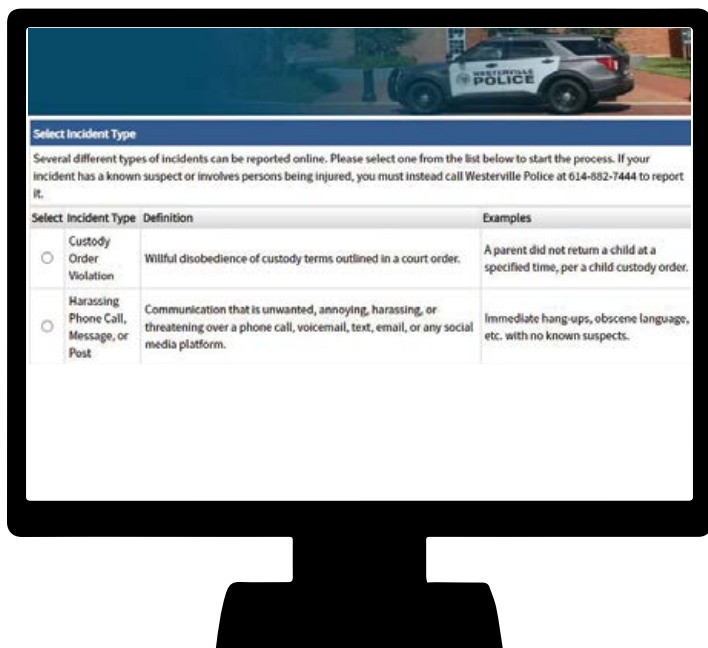 WESTERVILLE
POLICE
Select Incident Type
Several different types of incidents can be reported online. Please select one from the list below to start the process. If your
incident has a known suspect or involves persons being injured, you must instead call Westerville Police at 614-882-7444 to report
it.
Select Incident Type Definition Examples
Custody
Order
Violation
Willful disobedience of custody terms outlined in a court order.
A parent did not return a child at a
specified time, per a child custody order.
Harassing
Phone Call,
Message, or
Post
Communication that is unwanted, annoying, harassing, or
threatening over a phone call, voicemail, text, email, or any social
media platform.
Immediate hang-ups, obscene language,
etc. with no known suspects.